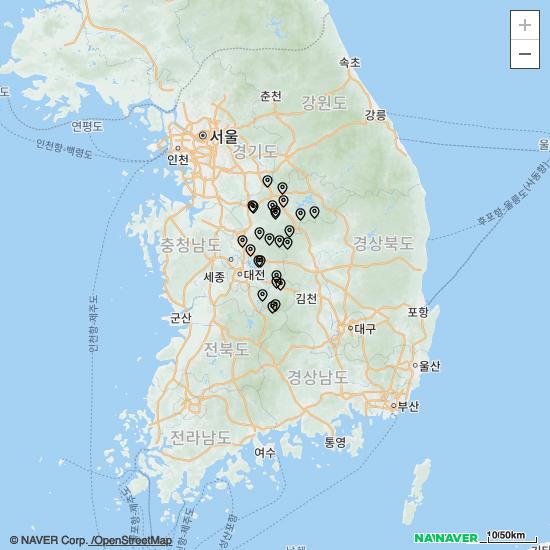 +
−
속초
춘천
강원도
도
연평도
강릉
서울
인천항-백령도
인천
경기도
울
후포항-울릉도(사동항)
충청남도
경상북도
세종
대전
김천
군산
포항
인천항-제주도
대구
전북도
울산
경상남도
부산
전라남도
통영
여수
© NAVER Corp. /OpenStreetMap
NAVER
10/50km